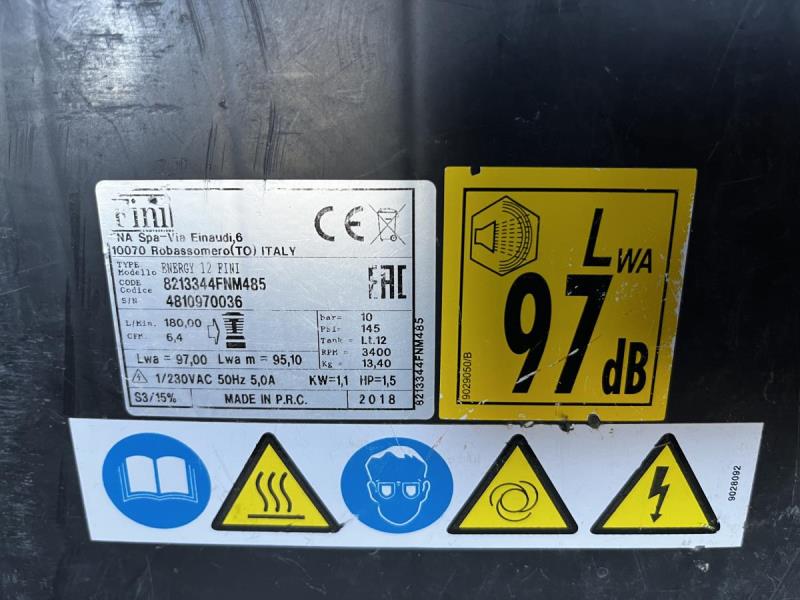 Fini
NA Spa-Via Einaudi,6
10070 Robassomero(TO) ITALY
CE
EAC
TYPE Modello ENERGY 12 FINI
CODE Codice 8213344FNM485
S/N 4810970036
L/Min. 180,00
CFM. 6,4
bar= 10
PSI= 145
Tank = Lt.12
RPM = 3400
Kg = 13,40
Lwa = 97,00 Lwa m = 95,10
1/230VAC 50Hz 5,0A KW=1,1 HP=1,5
S3/15% MADE IN P.R.C. 2018
8213344FNM485
LWA
97 dB
9029050/B
9028092